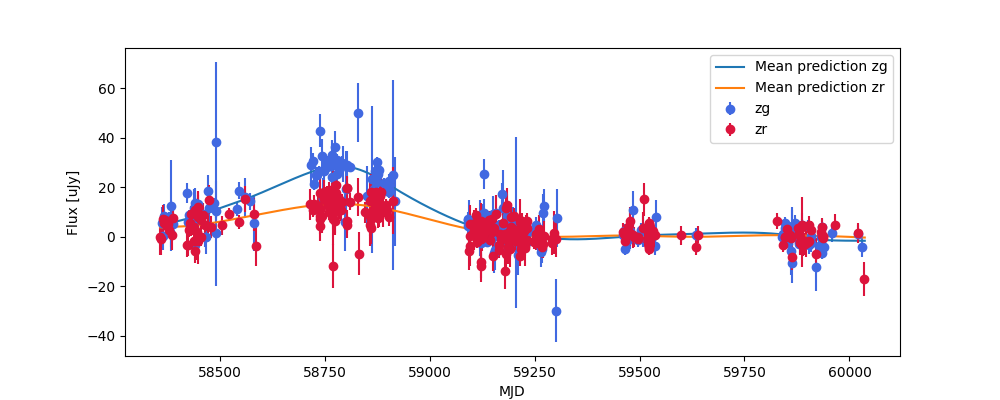 Mean prediction zg
Mean prediction zr
zg
zr
Flux [uJy]
60
40
20
0
−20
−40
58500 58750 59000 59250 59500 59750 60000
MJD